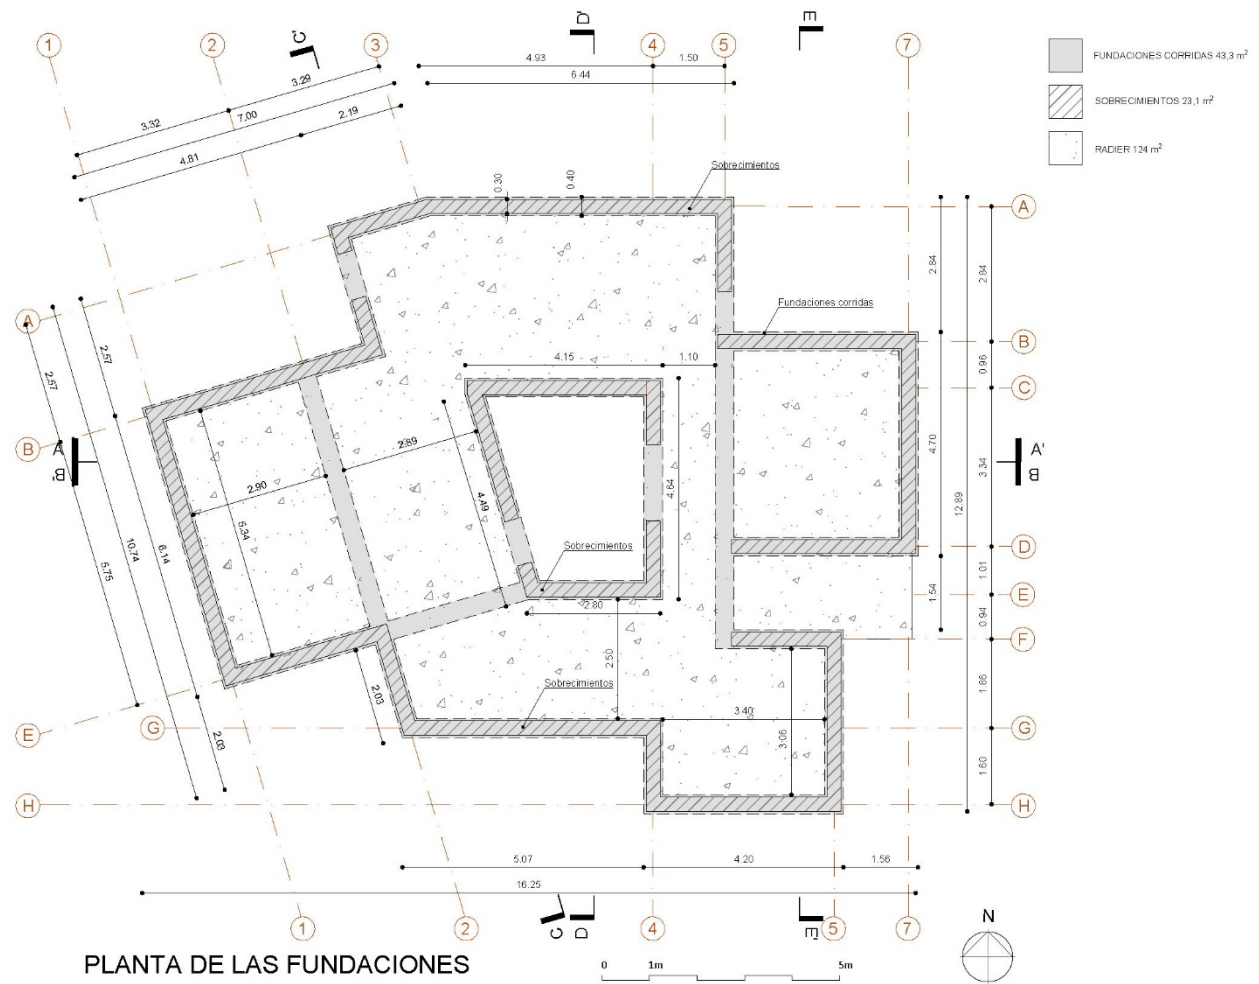 1
2
C'
3
D'
E
4
5
7
4.93
1.50
6.44
3.29
3.32
7.00
2.19
4.81
FUNDACIONES CORRIDAS 43,3 m²
SOBRECIMIENTOS 23,1 m²
RADIER 124 m²
Sobrecimientos
0.30
0.40
A
2.84
2.84
Fundaciones corridas
A
B
2.57
2.57
4.15
1.10
0.96
C
B
A
B'
2.89
2.90
4.49
5.34
4.64
4.70
3.34
12.89
A'
B
10.74
6.14
5.75
Sobrecimientos
D
1.01
E
2.80
1.54
0.94
F
2.50
Sobrecimientos
2.03
1.86
3.40
3.06
E
G
G
2.03
1.60
H
H
5.07
4.20
1.56
16.25
C
D
E'
1
2
4
5
7
N
PLANTA DE LAS FUNDACIONES
0 1m 5m